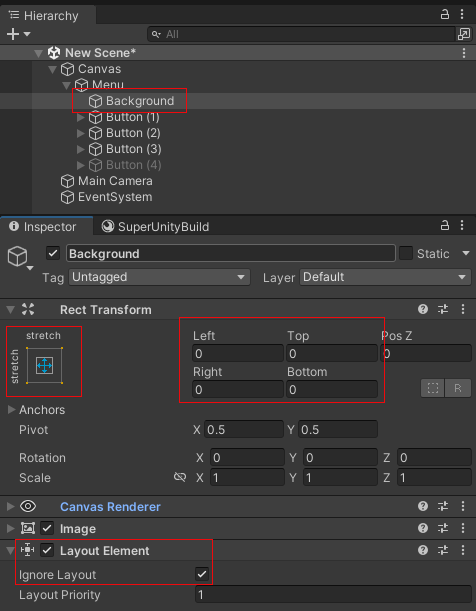 Hierarchy
All
New Scene*
Canvas
Menu
Background
Button (1)
Button (2)
Button (3)
Button (4)
Main Camera
EventSystem
Inspector SuperUnityBuild
Background Static
Tag Untagged Layer Default
Rect Transform
stretch Left Top Pos Z
stretch 0 0 0
Right Bottom
0 0 R
Anchors
Pivot X 0.5 Y 0.5
Rotation X 0 Y 0 Z 0
Scale X 1 Y 1 Z 1
Canvas Renderer
Image
Layout Element
Ignore Layout
Layout Priority 1